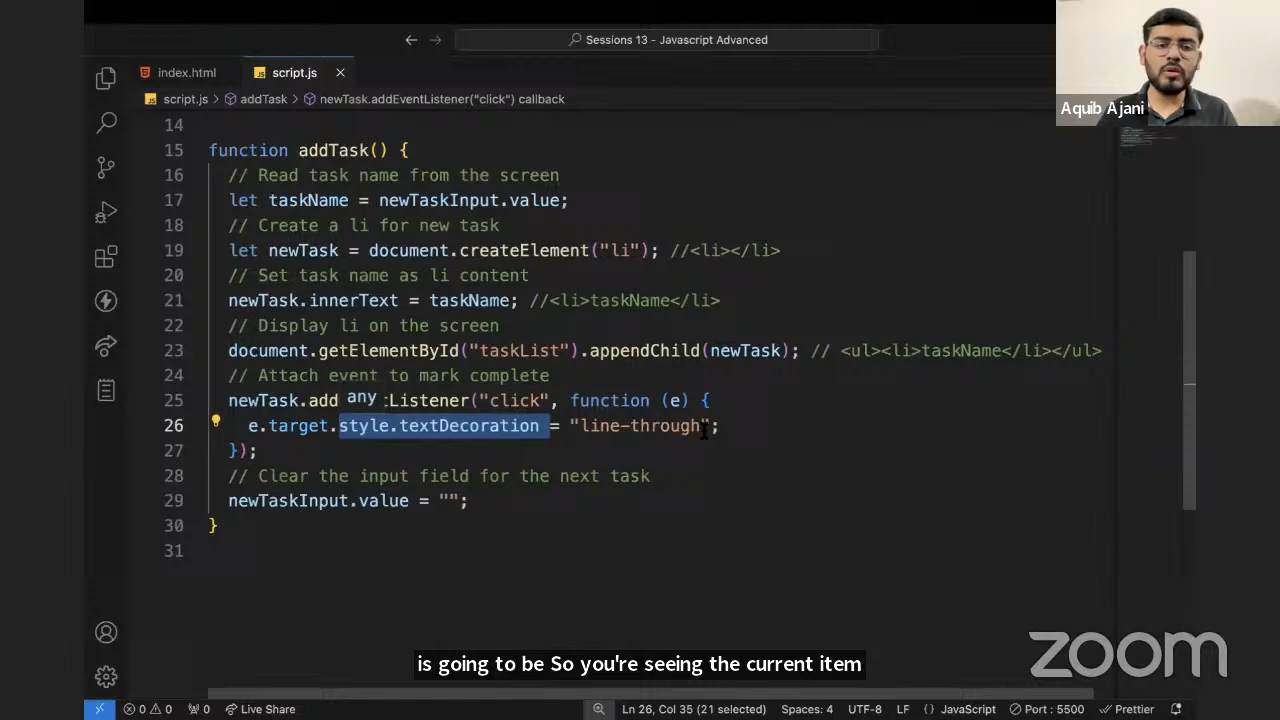 Sessions 13 - Javascript Advanced
Aquib Ajani
index.html
script.js
script.js > addTask > newTask.addEventListener("click") callback
14
15 function addTask() {
16 // Read task name from the screen
17 let taskName = newTaskInput.value;
18 // Create a li for new task
19 let newTask = document.createElement("li"); //<li></li>
20 // Set task name as li content
21 newTask.innerText = taskName; //<li>taskName</li>
22 // Display li on the screen
23 document.getElementById("taskList").appendChild(newTask); // <ul><li>taskName</li></ul>
24 // Attach event to mark complete
any
25 newTask.add tListener("click", function (e) {
26 e.target.style.textDecoration = "line-through";
27 });
28 // Clear the input field for the next task
29 newTaskInput.value = "";
30 }
31
is going to be So you're seeing the current item
zoom
0 0 0 Live Share Ln 26, Col 35 (21 selected) Spaces: 4 UTF-8 LF {} JavaScript Port : 5500 Prettier